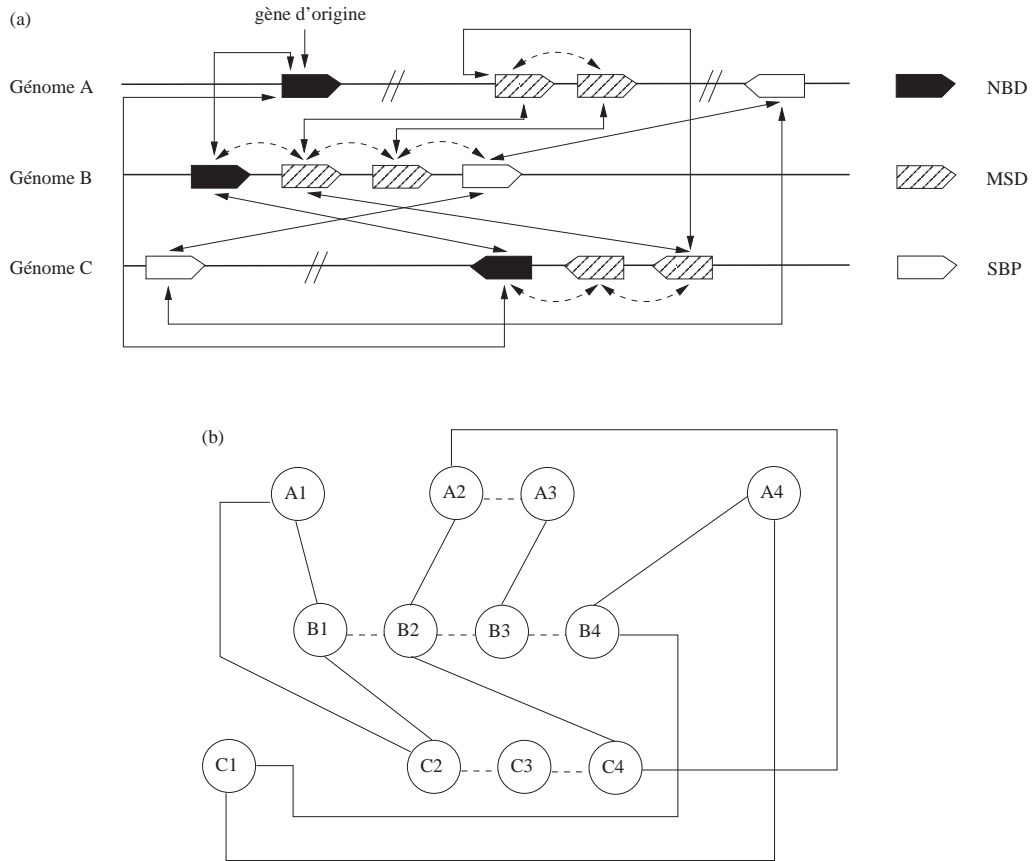 (a)
gène d'origine
Génome A
NBD
Génome B
MSD
Génome C
SBP
(b)
A1
A2
A3
A4
B1
B2
B3
B4
C1
C2
C3
C4